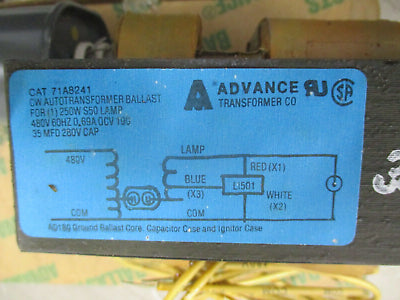 CAT 71A8241
CW AUTOTRANSFORMER BALLAST
FOR (1) 250W S50 LAMP
480V 60HZ 0.69A OCV 190
35 MFD 280V CAP
A ADVANCE
TRANSFORMER CO
480V
LAMP
RED (X1)
BLUE
(X3)
LI501
WHITE
(X2)
COM
COM
Ground Ballast Core, Capacitor Case and Ignitor Case